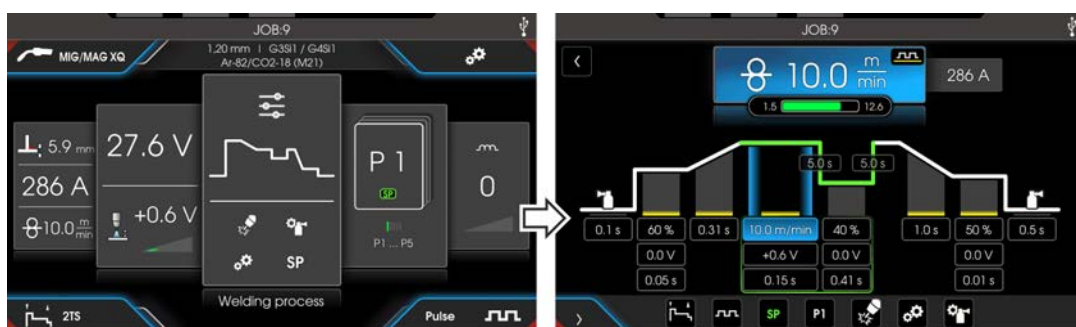 JOB:9
MIG/MAG XQ
1,20 mm | G3Si1 / G4Si1
Ar-82/CO2-18 (M21)
5.9 mm
286 A
10.0 m/min
27.6 V
+0.6 V
SP
Welding process
P 1
SP
P1 ... P5
0
2TS
Pulse
JOB:9
10.0 m/min
286 A
1.5 12.6
5.0 s 5.0 s
0.1 s 60 % 0.31 s 10.0 m/min 40 % 1.0 s 50 % 0.5 s
0.0 V +0.6 V 0.0 V 0.0 V
0.05 s 0.15 s 0.41 s 0.01 s
SP P1